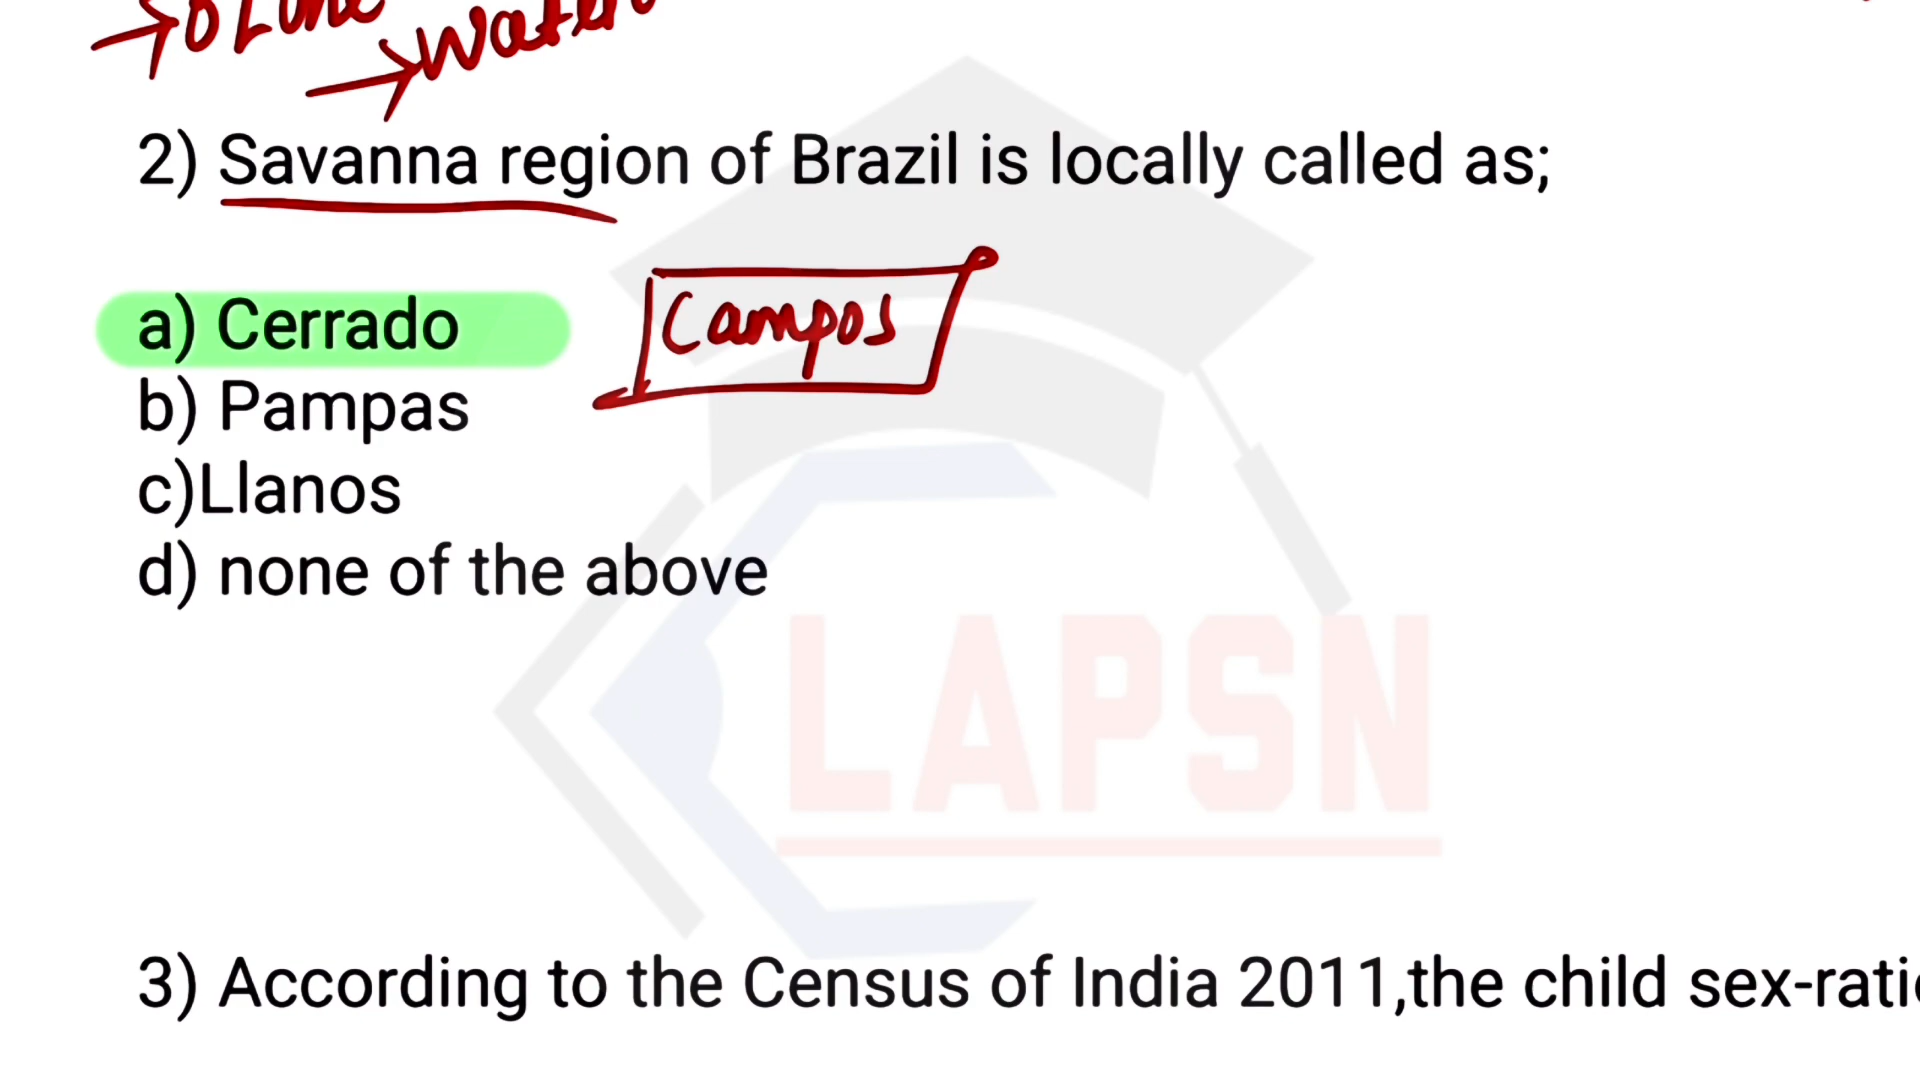 → Water
2) Savanna region of Brazil is locally called as;
a) Cerrado
Campos
b) Pampas
c)Llanos
d) none of the above
LAPSN
3) According to the Census of India 2011,the child sex-rati